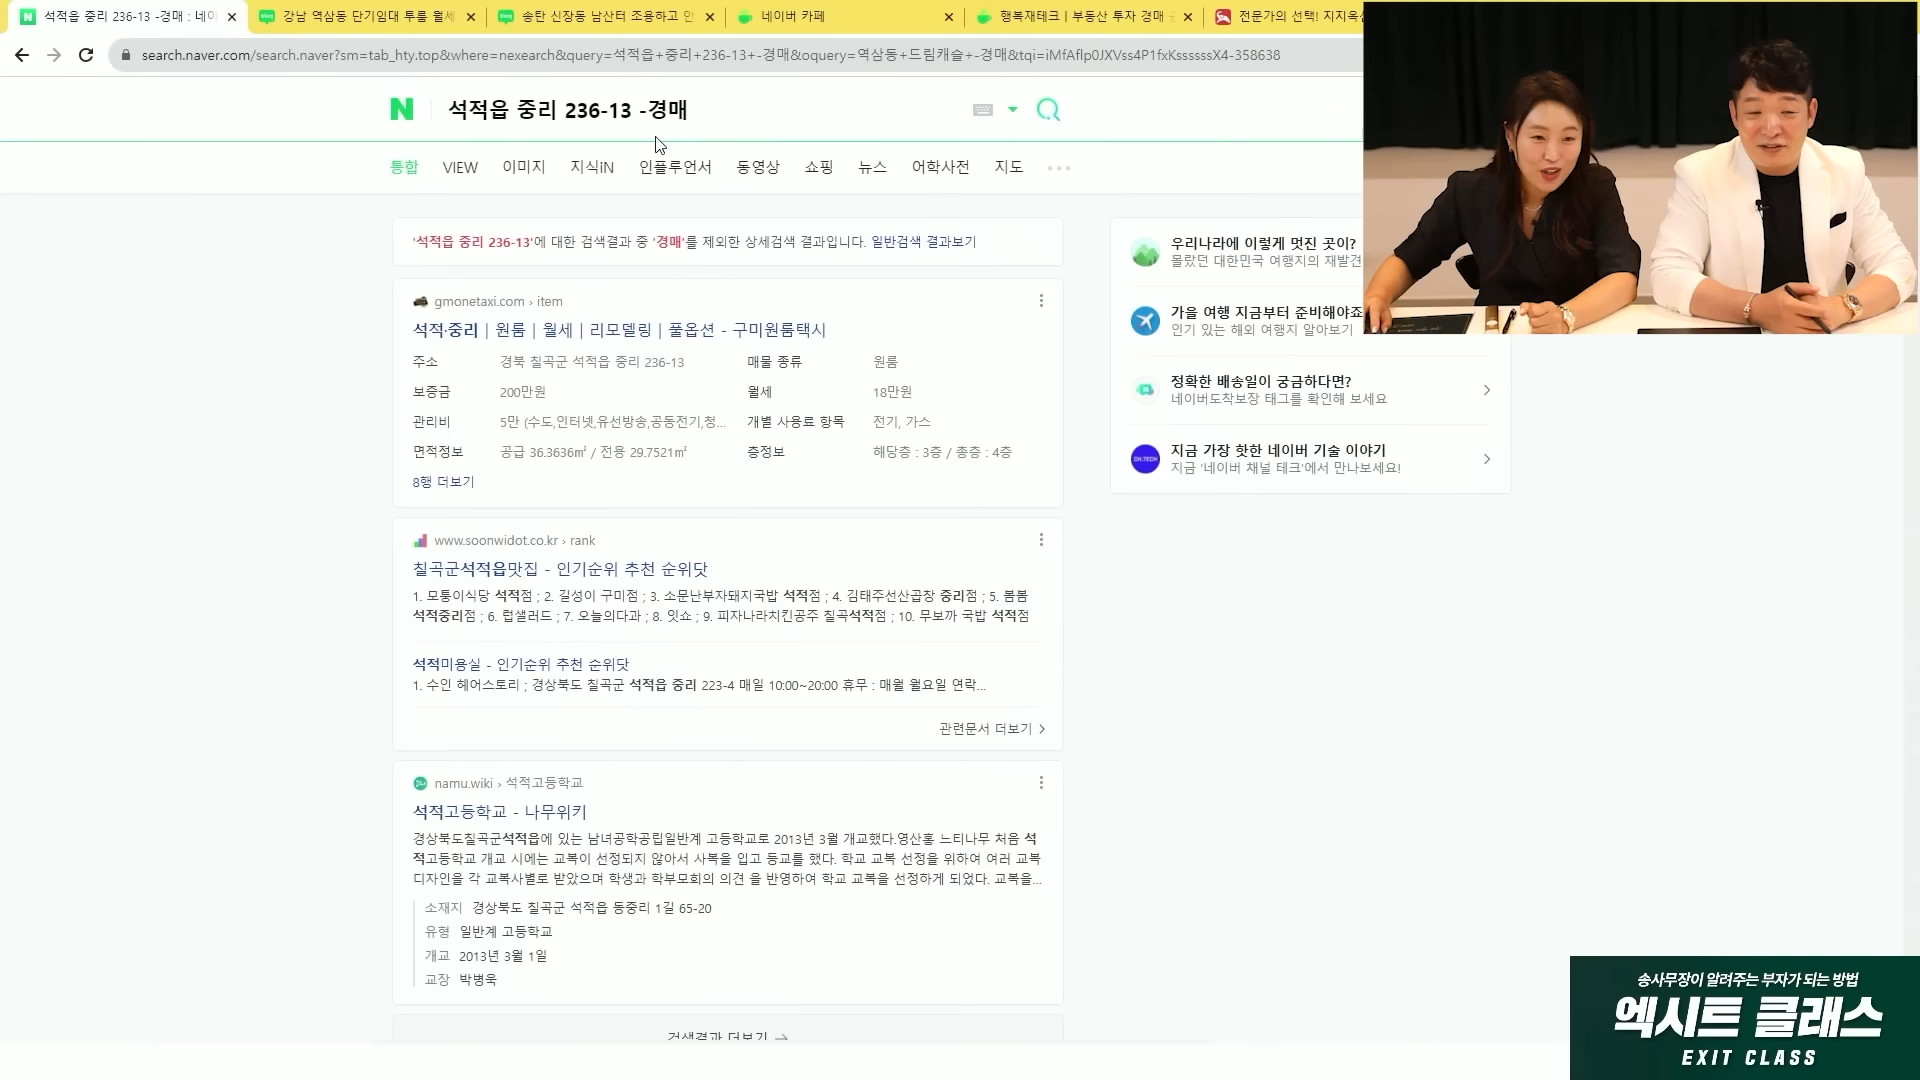 석적읍 중리 236-13 -경매 : 네이
강남 역삼동 단기임대 투룸 월세
송탄 신장동 남산터 조용하고 안
네이버 카페
행복재테크 | 부동산 투자 경매
전문가의 선택! 지지옥션
search.naver.com/search.naver?sm=tab_hty.top&where=nexearch&query=석적읍+중리+236-13+-경매&oquery=역삼동+드림캐슬+-경매&tqi=iMfAflp0JXVss4P1fxKssssssX4-358638
석적읍 중리 236-13 -경매
통합 VIEW 이미지 지식iN 인플루언서 동영상 쇼핑 뉴스 어학사전 지도
'석적읍 중리 236-13'에 대한 검색결과 중 '경매'를 제외한 상세검색 결과입니다. 일반검색 결과보기
gmonetaxi.com › item
석적·중리 | 원룸 | 월세 | 리모델링 | 풀옵션 - 구미원룸택시
주소 경북 칠곡군 석적읍 중리 236-13 매물 종류 원룸
보증금 200만원 월세 18만원
관리비 5만 (수도,인터넷,유선방송,공동전기,청... 개별 사용료 항목 전기, 가스
면적정보 공급 36.3636㎡ / 전용 29.7521㎡ 층정보 해당층 : 3층 / 총층 : 4층
8행 더보기
www.soonwidot.co.kr › rank
칠곡군석적읍맛집 - 인기순위 추천 순위닷
1. 모퉁이식당 석적점 ; 2. 길성이 구미점 ; 3. 소문난부자돼지국밥 석적점 ; 4. 김태주선산곱창 중리점 ; 5. 봄봄
석적중리점 ; 6. 럽샐러드 ; 7. 오늘의다과 ; 8. 잇쇼 ; 9. 피자나라치킨공주 칠곡석적점 ; 10. 무보까 국밥 석적점
석적미용실 - 인기순위 추천 순위닷
1. 수인 헤어스토리 ; 경상북도 칠곡군 석적읍 중리 223-4 매일 10:00~20:00 휴무 : 매월 월요일 연락...
관련문서 더보기
namu.wiki › 석적고등학교
석적고등학교 - 나무위키
경상북도칠곡군석적읍에 있는 남녀공학공립일반계 고등학교로 2013년 3월 개교했다.영산홍 느티나무 처음 석
적고등학교 개교 시에는 교복이 선정되지 않아서 사복을 입고 등교를 했다. 학교 교복 선정을 위하여 여러 교복
디자인을 각 교복사별로 받았으며 학생과 학부모회의 의견 을 반영하여 학교 교복을 선정하게 되었다. 교복을...
소재지 경상북도 칠곡군 석적읍 동중리 1길 65-20
유형 일반계 고등학교
개교 2013년 3월 1일
교장 박병욱
검색결과 더보기
우리나라에 이렇게 멋진 곳이?
몰랐던 대한민국 여행지의 재발견
가을 여행 지금부터 준비해야죠
인기 있는 해외 여행지 알아보기
정확한 배송일이 궁금하다면?
네이버도착보장 태그를 확인해 보세요
지금 가장 핫한 네이버 기술 이야기
지금 '네이버 채널 테크'에서 만나보세요!
송사무장이 알려주는 부자가 되는 방법
엑시트 클래스
EXIT CLASS